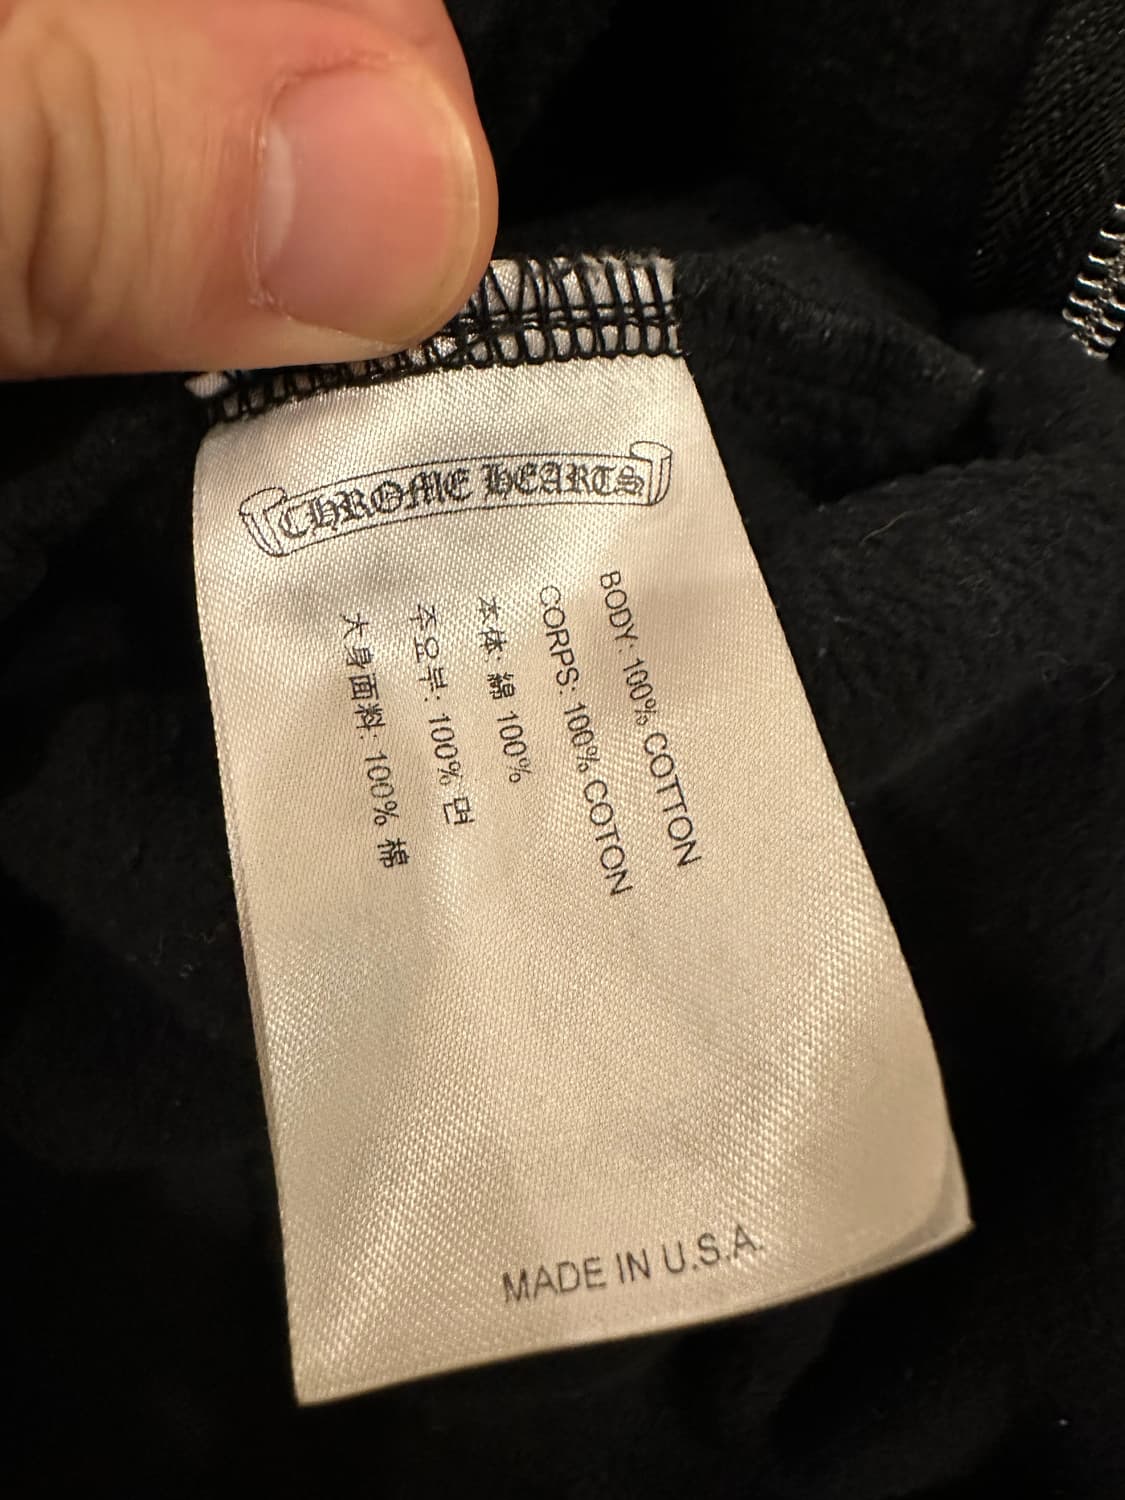 CHROME HEARTS
BODY: 100% COTTON
CORPS: 100% COTON
本体: 綿 100%
주요부: 100% 면
大身面料: 100% 棉
MADE IN U.S.A.